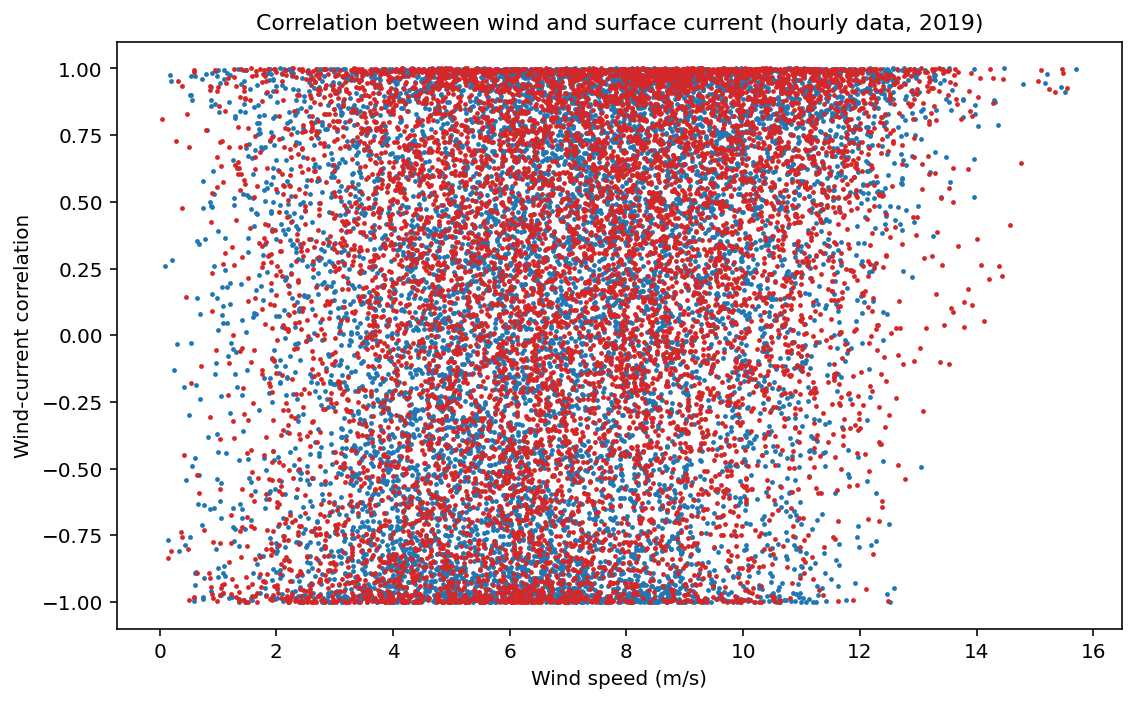 Correlation between wind and surface current (hourly data, 2019)
1.00
0.75
0.50
0.25
0.00
−0.25
−0.50
−0.75
−1.00
Wind-current correlation
0 2 4 6 8 10 12 14 16
Wind speed (m/s)